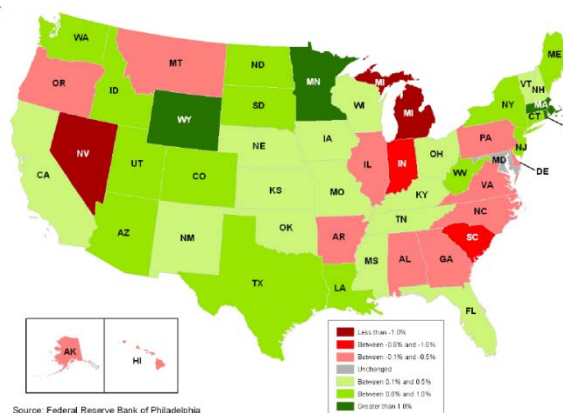 WA
ME
MT
ND
MN
VT
NH
OR
ID
SD
WI
MI
NY
MA
CT
WY
MI
PA
NJ
NV
NE
IA
IL
IN
OH
MD
DE
UT
CO
WV
VA
CA
KS
MO
KY
NC
TN
AZ
NM
OK
AR
SC
MS
AL
GA
TX
LA
FL
AK
HI
Less than -1.0%
Between -0.6% and -1.0%
Between -0.1% and -0.5%
Unchanged
Between 0.1% and 0.5%
Between 0.6% and 1.0%
Greater than 1.0%
Source: Federal Reserve Bank of Philadelphia